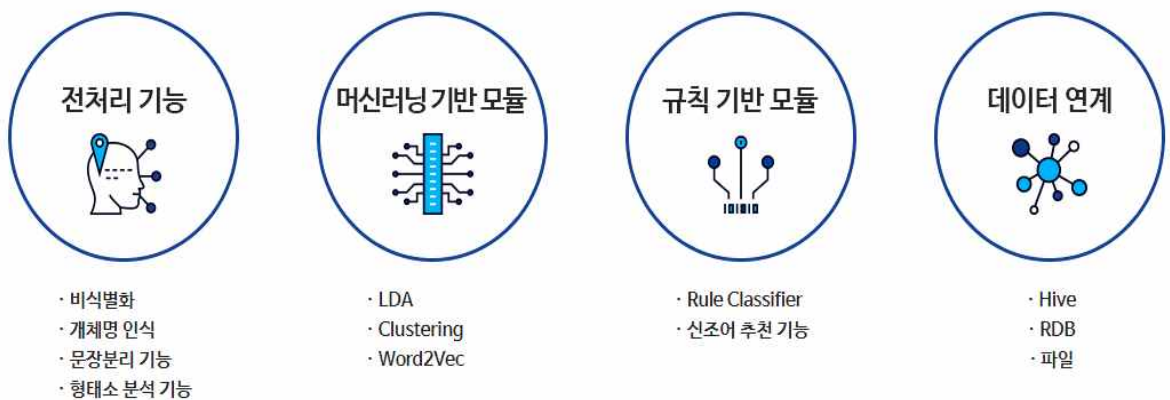 전처리 기능
· 비식별화
· 개체명 인식
· 문장분리 기능
· 형태소 분석 기능
머신러닝 기반 모듈
· LDA
· Clustering
· Word2Vec
규칙 기반 모듈
· Rule Classifier
· 신조어 추천 기능
데이터 연계
· Hive
· RDB
· 파일